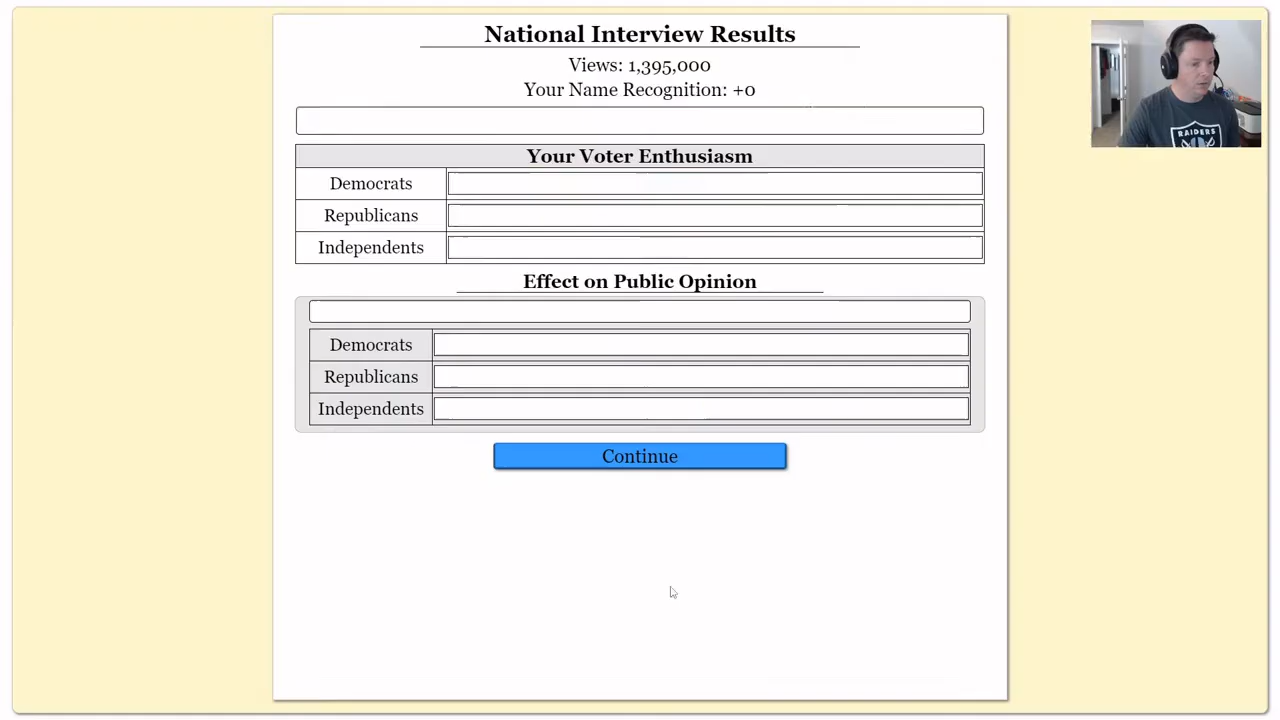 National Interview Results
Views: 1,395,000
Your Name Recognition: +0
Your Voter Enthusiasm
Democrats
Republicans
Independents
Effect on Public Opinion
Democrats
Republicans
Independents
Continue
RAIDERS